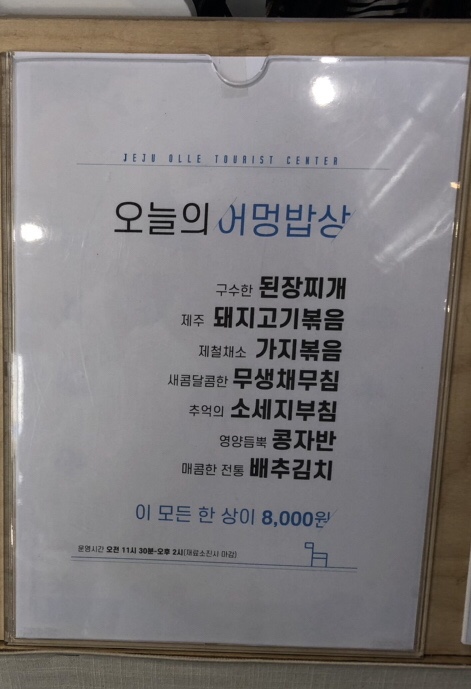 JEJU OLLE TOURIST CENTER
오늘의 어멍밥상
구수한 된장찌개
제주 돼지고기볶음
제철채소 가지볶음
새콤달콤한 무생채무침
추억의 소세지부침
영양듬뿍 콩자반
매콤한 전통 배추김치
이 모든 한 상이 8,000원
운영시간 오전 11시 30분-오후 2시(재료소진시 마감)